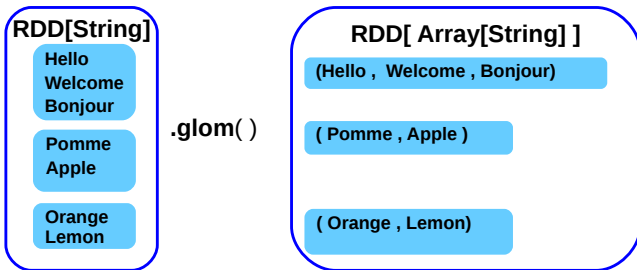 RDD[String]
Hello
Welcome
Bonjour
Pomme
Apple
Orange
Lemon
.glom( )
RDD[ Array[String] ]
(Hello , Welcome , Bonjour)
( Pomme , Apple )
( Orange , Lemon)